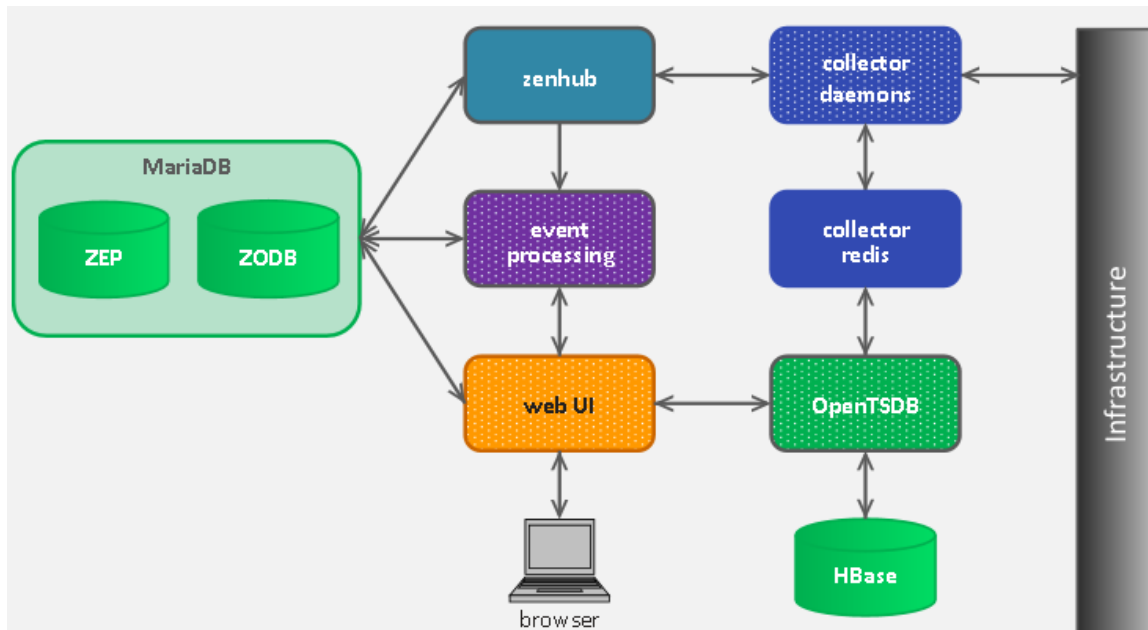 zenhub
collector
daemons
MariaDB
ZEP
ZODB
event
processing
collector
redis
web UI
OpenTSDB
HBase
browser
Infrastructure